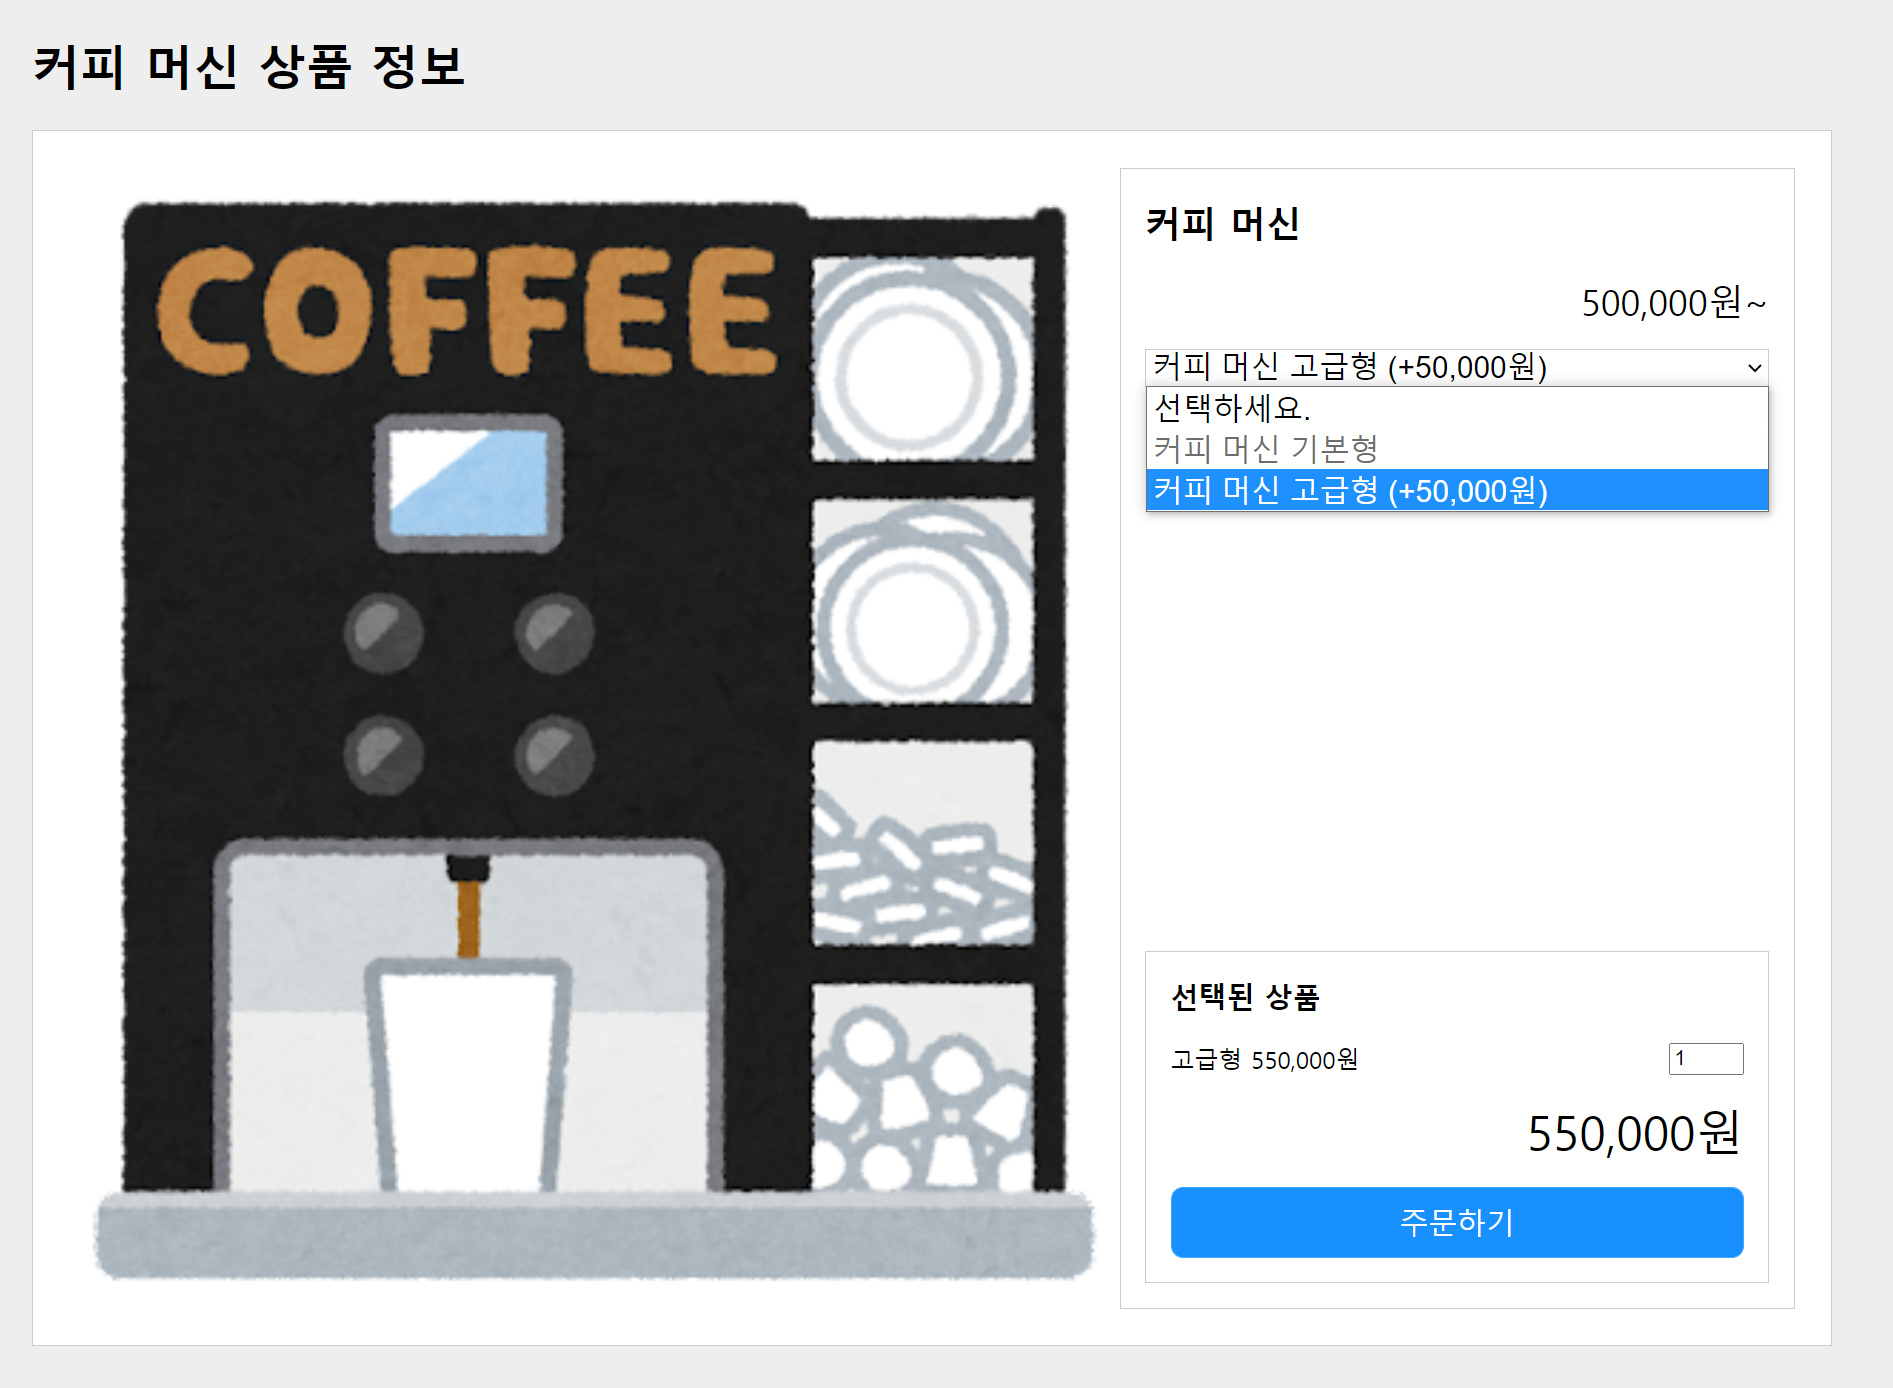 커피 머신 상품 정보
COFFEE
커피 머신
500,000원~
커피 머신 고급형 (+50,000원)
선택하세요.
커피 머신 기본형
커피 머신 고급형 (+50,000원)
선택된 상품
고급형 550,000원
1
550,000원
주문하기